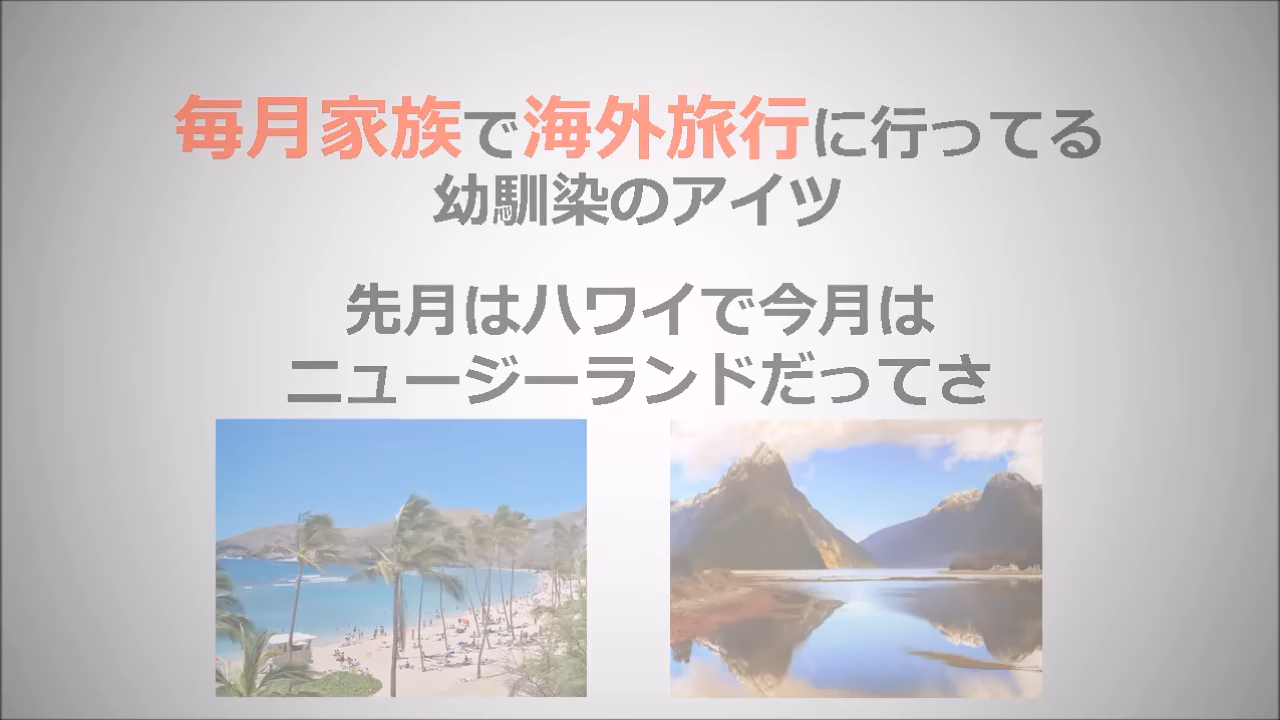 毎月家族で海外旅行に行ってる
幼馴染のアイツ
先月はハワイで今月は
ニュージーランドだってさ